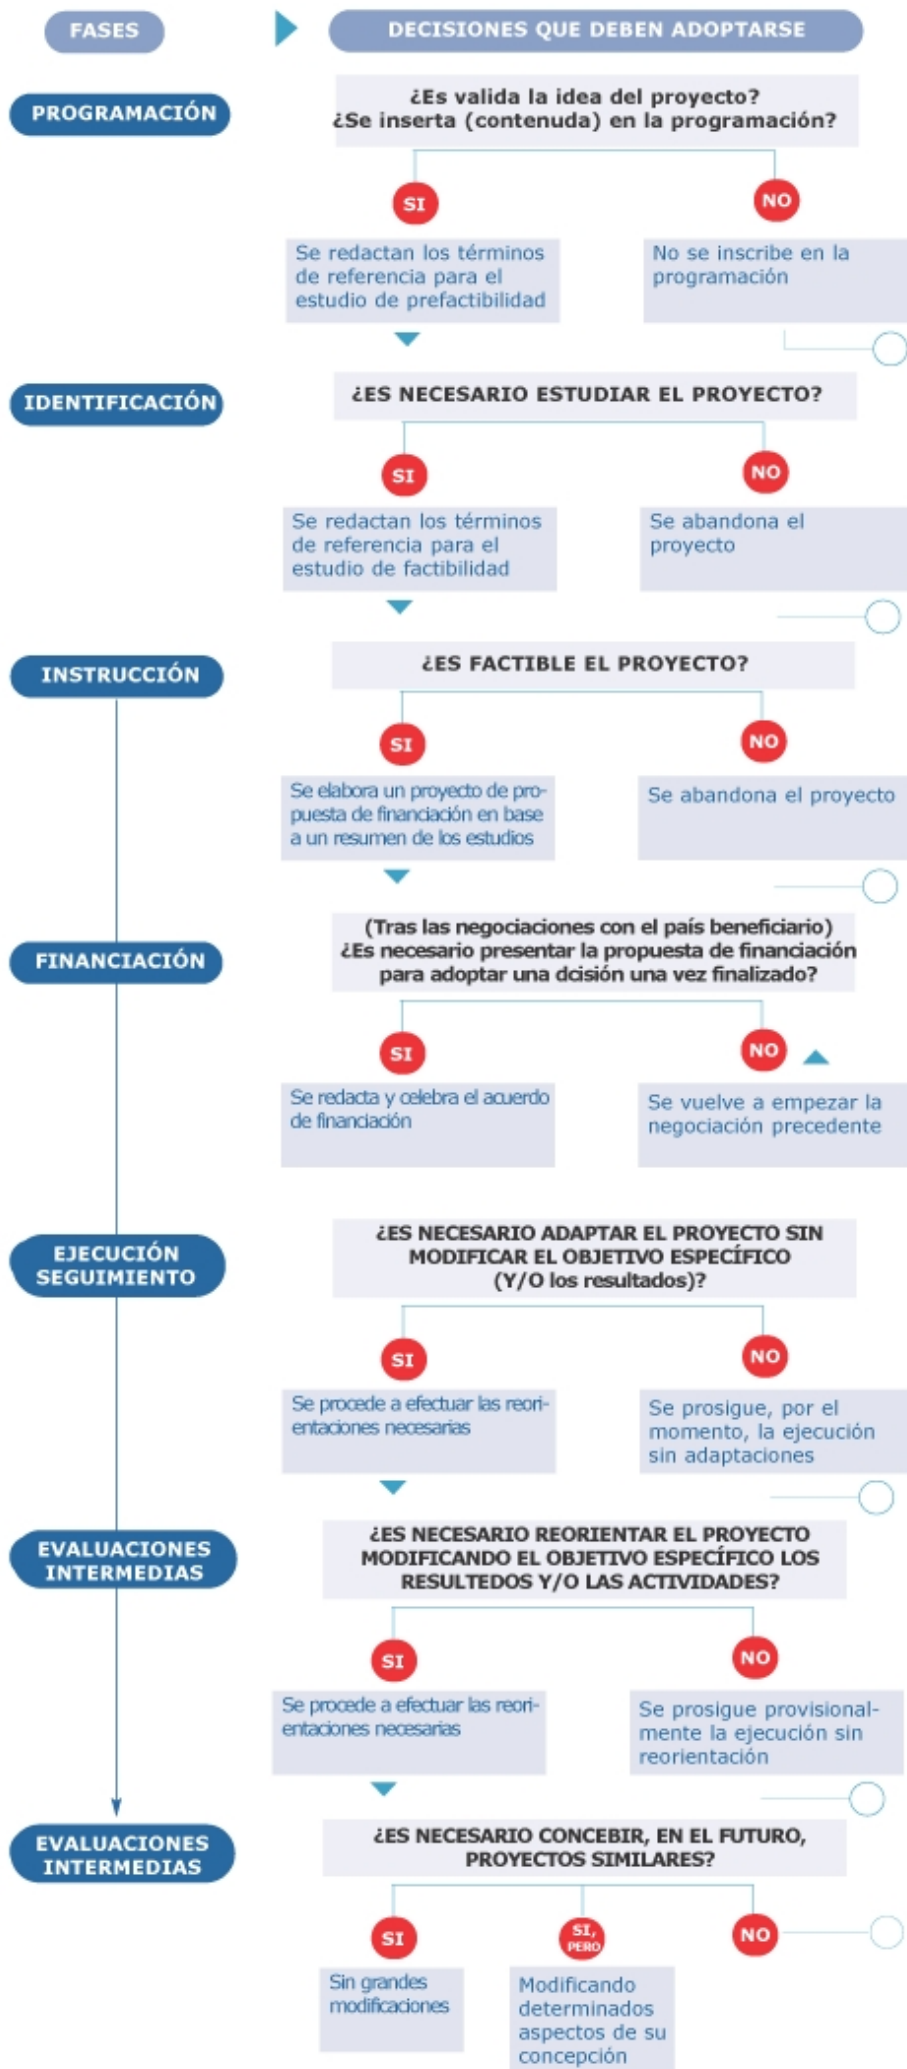 FASES
DECISIONES QUE DEBEN ADOPTARSE
PROGRAMACIÓN
¿Es valida la idea del proyecto?
¿Se inserta (contenuda) en la programación?
SI
NO
Se redactan los términos
de referencia para el
estudio de prefactibilidad
No se inscribe en la
programación
IDENTIFICACIÓN
¿ES NECESARIO ESTUDIAR EL PROYECTO?
SI
NO
Se redactan los términos
de referencia para el
estudio de factibilidad
Se abandona el
proyecto
INSTRUCCIÓN
¿ES FACTIBLE EL PROYECTO?
SI
NO
Se elabora un proyecto de pro-
puesta de financiación en base
a un resumen de los estudios
Se abandona el proyecto
FINANCIACIÓN
(Tras las negociaciones con el país beneficiario)
¿Es necesario presentar la propuesta de financiación
para adoptar una dcisión una vez finalizado?
SI
NO
Se redacta y celebra el acuerdo
de financiación
Se vuelve a empezar la
negociación precedente
EJECUCIÓN
SEGUIMIENTO
¿ES NECESARIO ADAPTAR EL PROYECTO SIN
MODIFICAR EL OBJETIVO ESPECÍFICO
(Y/O los resultados)?
SI
NO
Se procede a efectuar las reori-
entaciones necesarias
Se prosigue, por el
momento, la ejecución
sin adaptaciones
EVALUACIONES
INTERMEDIAS
¿ES NECESARIO REORIENTAR EL PROYECTO
MODIFICANDO EL OBJETIVO ESPECÍFICO LOS
RESULTEDOS Y/O LAS ACTIVIDADES?
SI
NO
Se procede a efectuar las reori-
entaciones necesarias
Se prosigue provisional-
mente la ejecución sin
reorientación
EVALUACIONES
INTERMEDIAS
¿ES NECESARIO CONCEBIR, EN EL FUTURO,
PROYECTOS SIMILARES?
SI
SI,
PERO
NO
Sin grandes
modificaciones
Modificando
determinados
aspectos de su
concepción